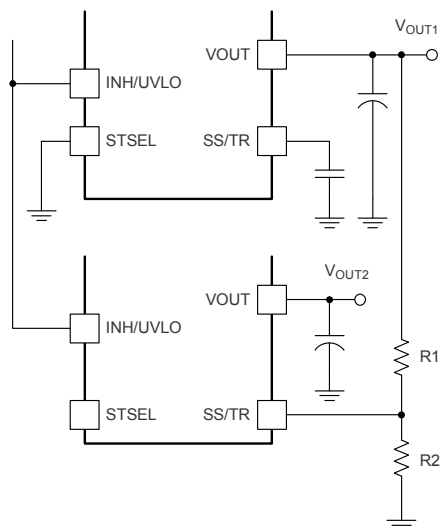 VOUT1
VOUT
INH/UVLO
STSEL
SS/TR
VOUT2
VOUT
INH/UVLO
R1
STSEL
SS/TR
R2